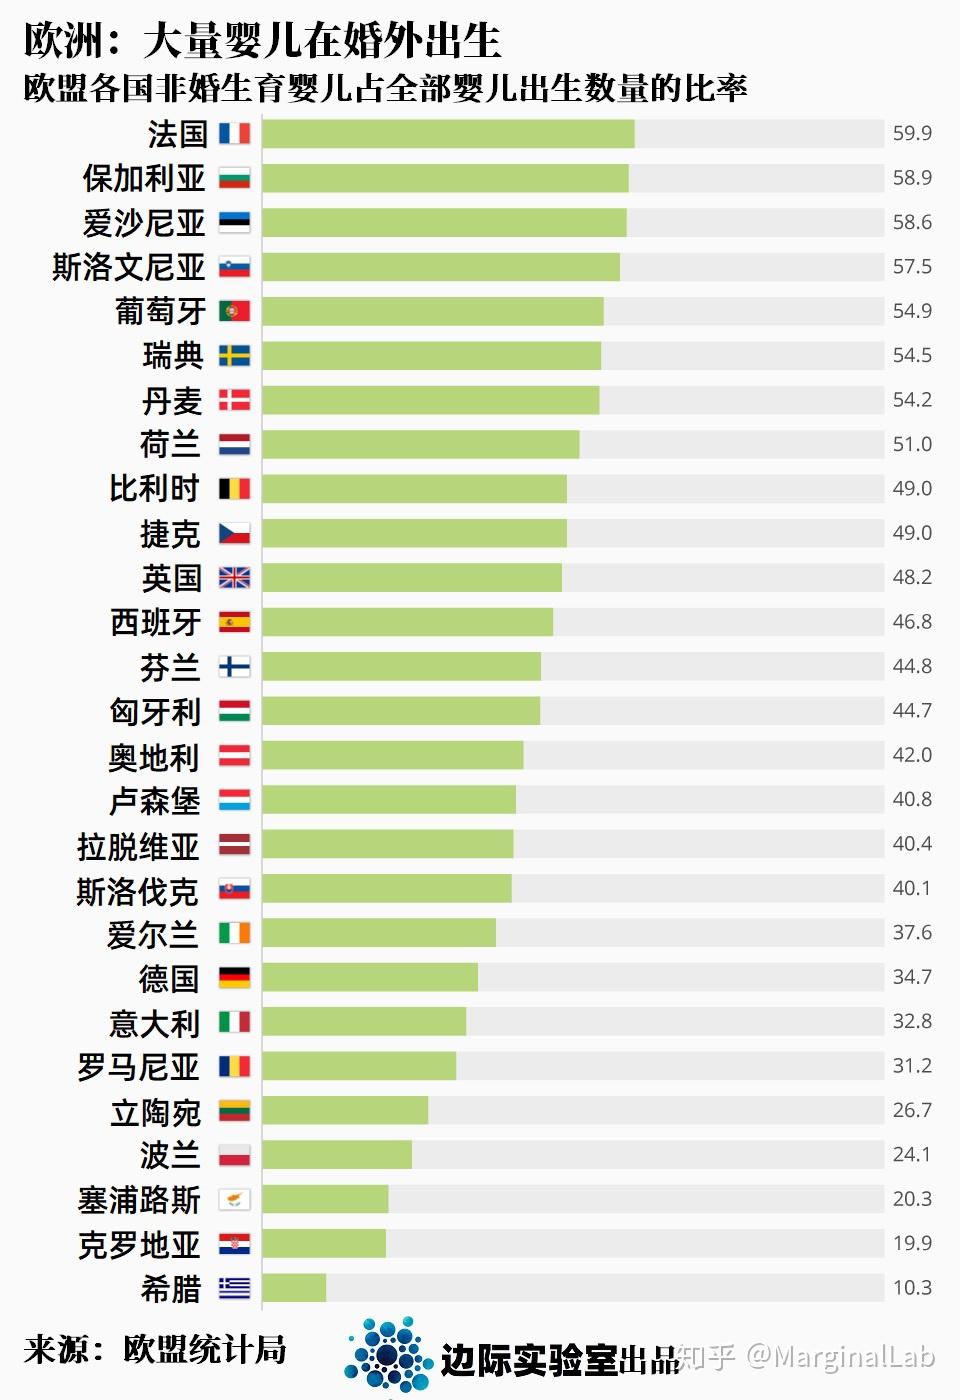 欧洲：大量婴儿在婚外出生
欧盟各国非婚生育婴儿占全部婴儿出生数量的比率
法国 59.9
保加利亚 58.9
爱沙尼亚 58.6
斯洛文尼亚 57.5
葡萄牙 54.9
瑞典 54.5
丹麦 54.2
荷兰 51.0
比利时 49.0
捷克 49.0
英国 48.2
西班牙 46.8
芬兰 44.8
匈牙利 44.7
奥地利 42.0
卢森堡 40.8
拉脱维亚 40.4
斯洛伐克 40.1
爱尔兰 37.6
德国 34.7
意大利 32.8
罗马尼亚 31.2
立陶宛 26.7
波兰 24.1
塞浦路斯 20.3
克罗地亚 19.9
希腊 10.3
来源：欧盟统计局 边际实验室出品 知乎 @MarginalLab